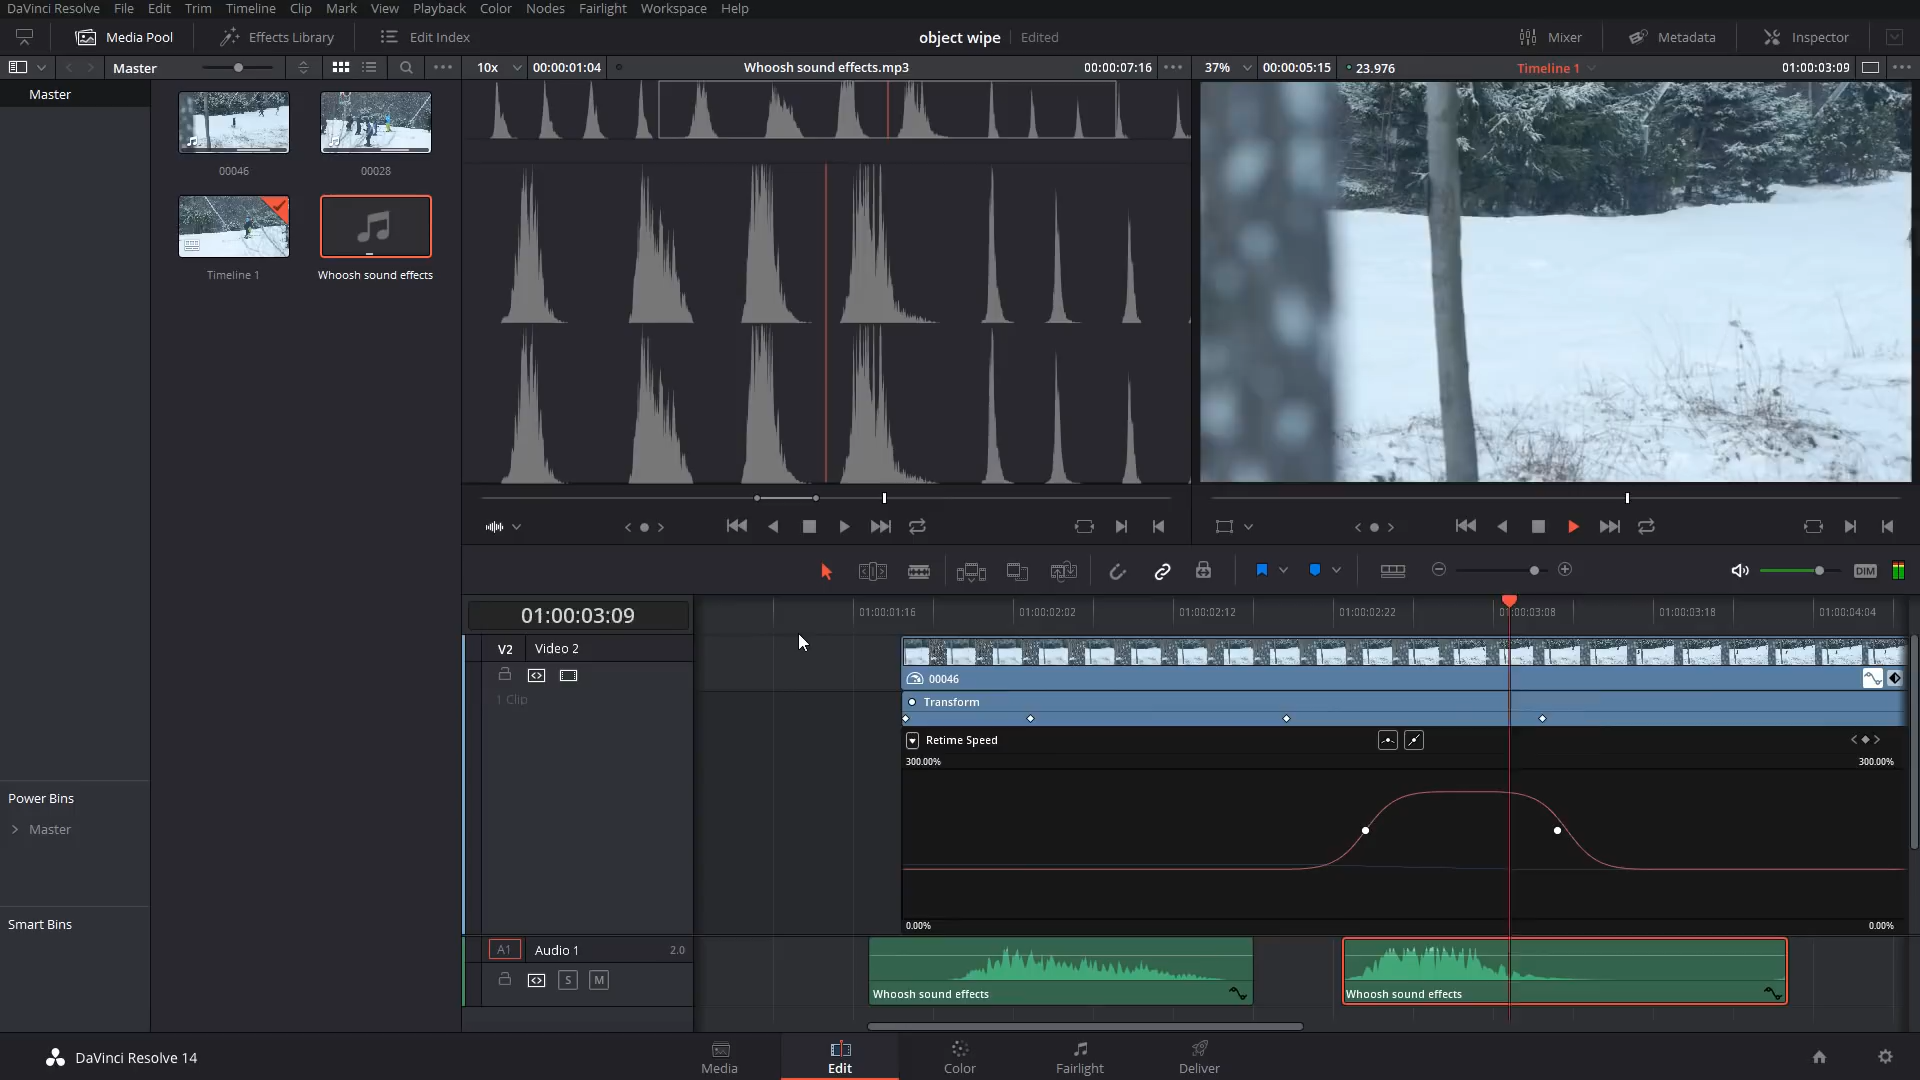 DaVinci Resolve File Edit Trim Timeline Clip Mark View Playback Color Nodes Fairlight Workspace Help
Media Pool Effects Library Edit Index object wipe Edited Mixer Metadata Inspector
Master 10x 00:00:01:04 Whoosh sound effects.mp3 00:00:07:16 37% 00:00:05:15 23.976 Timeline 1 01:00:03:09
Master
00046 00028
Timeline 1 Whoosh sound effects
DIM
01:00:03:09 01:00:01:16 01:00:02:02 01:00:02:12 01:00:02:22 01:00:03:08 01:00:03:18 01:00:04:04
V2 Video 2
1 Clip
00046
Transform
Retime Speed
300.00% 300.00%
0.00% 0.00%
Power Bins
Master
Smart Bins
A1 Audio 1 2.0
S M
Whoosh sound effects Whoosh sound effects
DaVinci Resolve 14
Media Edit Color Fairlight Deliver